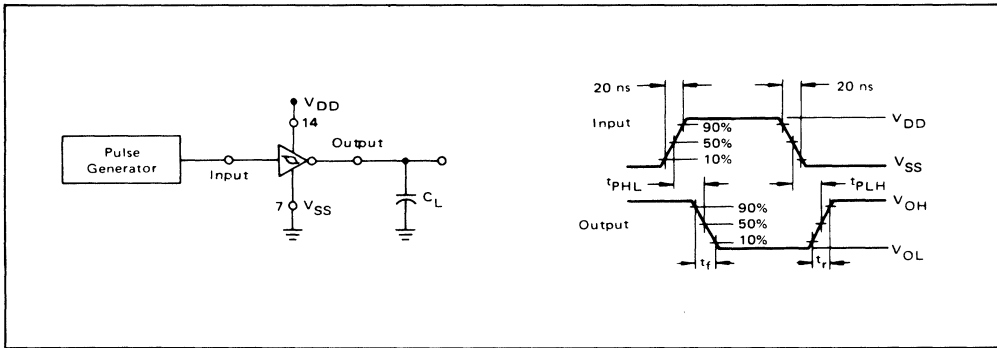 V_DD
14
Output
Pulse
Generator
Input
7
V_SS
C_L
20 ns
20 ns
Input
90%
50%
10%
V_DD
V_SS
t_PHL
t_PLH
Output
90%
50%
10%
V_OH
V_OL
t_f
t_r